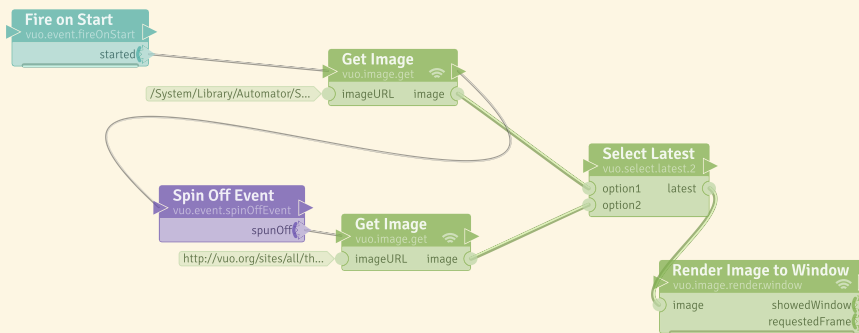 Fire on Start
vuo.event.fireOnStart
started
Get Image
vuo.image.get
/System/Library/Automator/S...
imageURL image
Select Latest
vuo.select.latest.2
option1 latest
option2
Spin Off Event
vuo.event.spinOffEvent
spunOff
Get Image
vuo.image.get
http://vuo.org/sites/all/th...
imageURL image
Render Image to Window
vuo.image.render.window
image showedWindow
requestedFrame